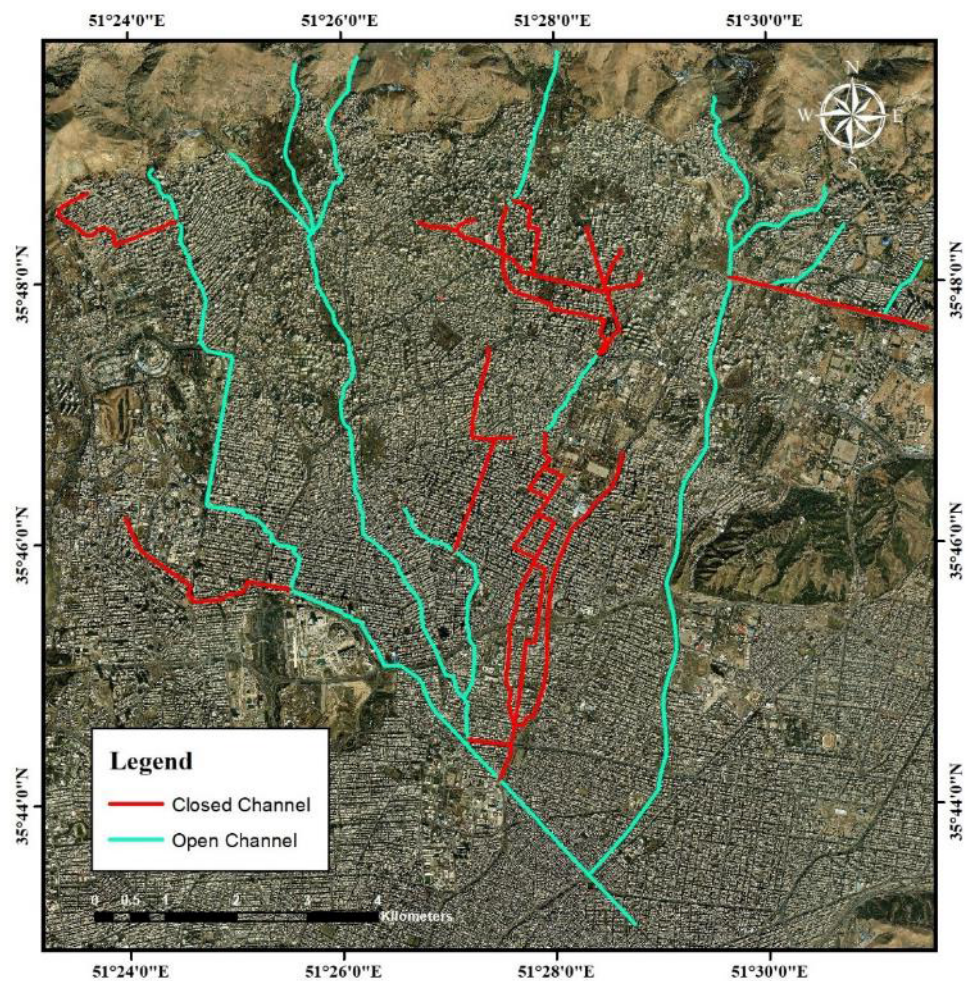 51°24'0"E 51°26'0"E 51°28'0"E 51°30'0"E
N
W E
S
35°48'0"N 35°48'0"N
35°46'0"N 35°46'0"N
35°44'0"N 35°44'0"N
Legend
Closed Channel
Open Channel
0 0.5 1 2 3 4
Kilometers
51°24'0"E 51°26'0"E 51°28'0"E 51°30'0"E